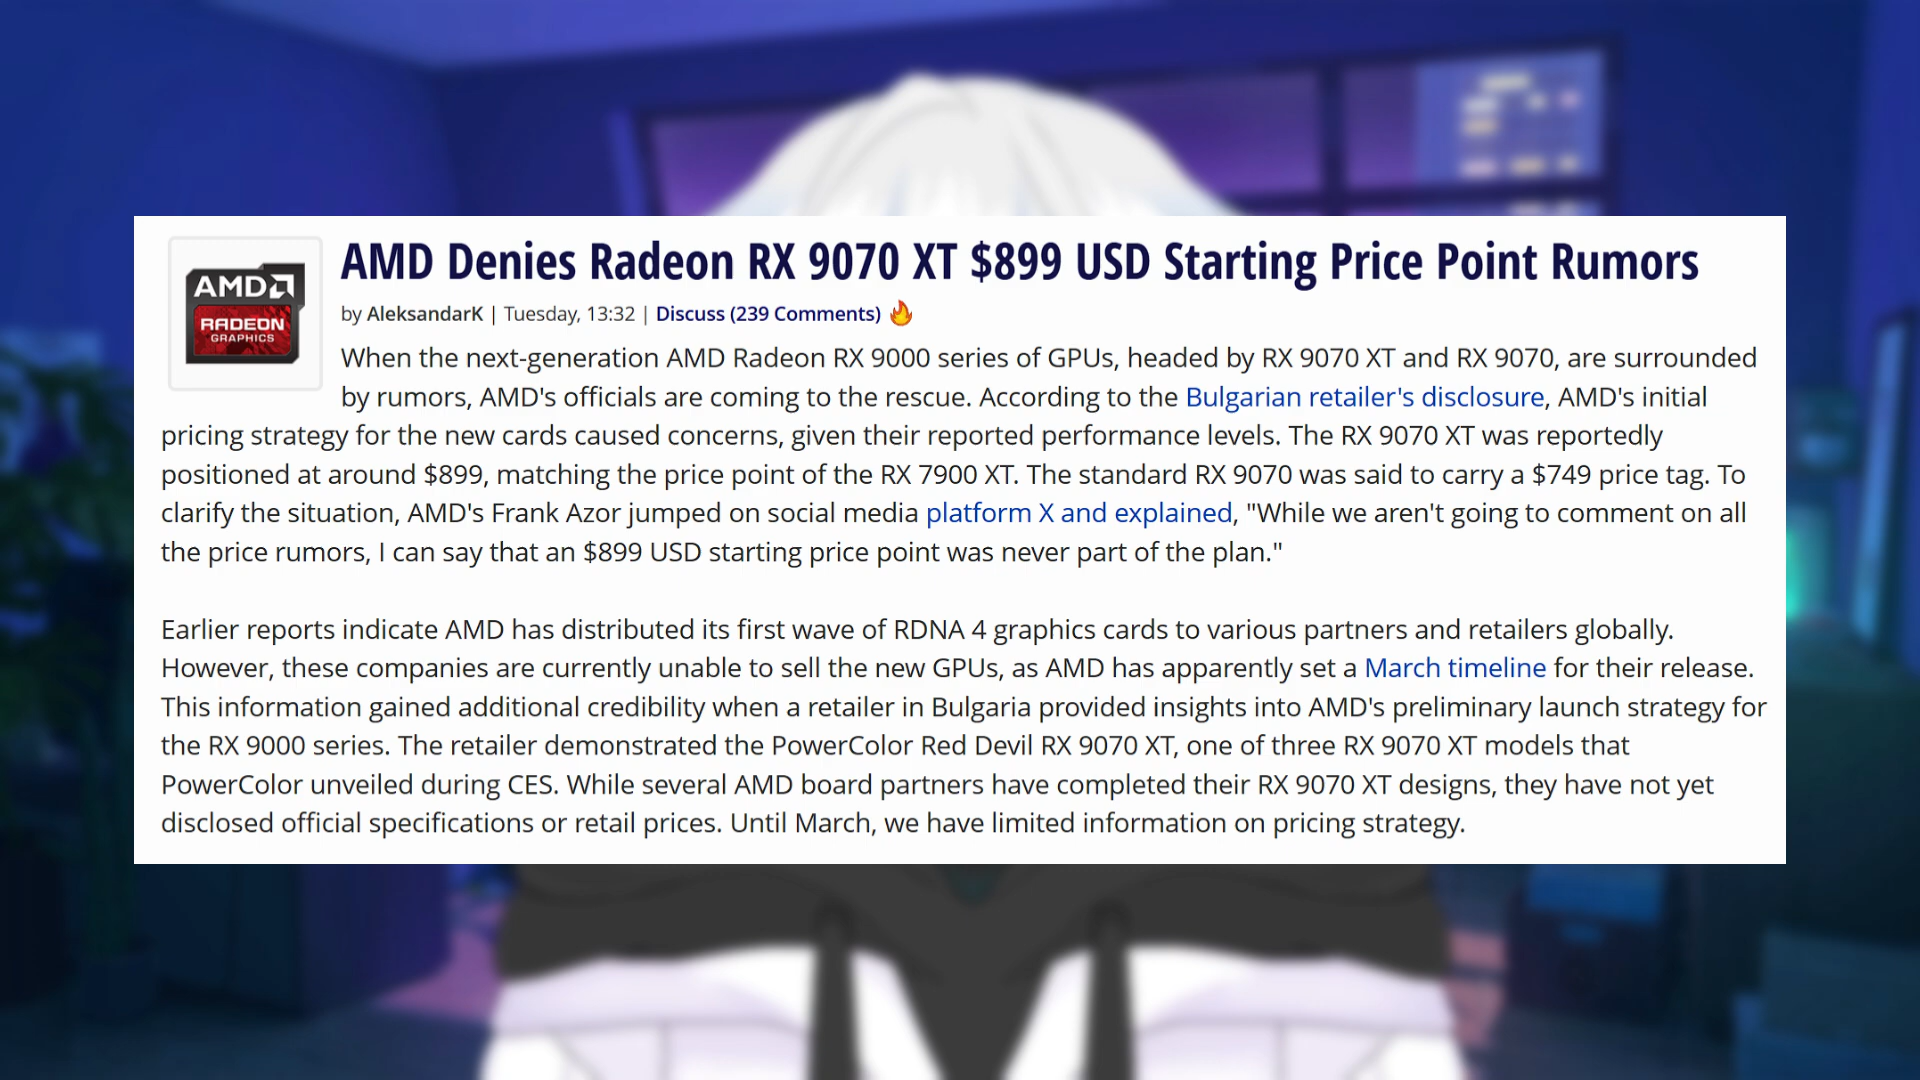 AMD
RADEON
GRAPHICS
AMD Denies Radeon RX 9070 XT $899 USD Starting Price Point Rumors
by AleksandarK | Tuesday, 13:32 | Discuss (239 Comments) 🔥
When the next-generation AMD Radeon RX 9000 series of GPUs, headed by RX 9070 XT and RX 9070, are surrounded
by rumors, AMD's officials are coming to the rescue. According to the Bulgarian retailer's disclosure, AMD's initial
pricing strategy for the new cards caused concerns, given their reported performance levels. The RX 9070 XT was reportedly
positioned at around $899, matching the price point of the RX 7900 XT. The standard RX 9070 was said to carry a $749 price tag. To
clarify the situation, AMD's Frank Azor jumped on social media platform X and explained, "While we aren't going to comment on all
the price rumors, I can say that an $899 USD starting price point was never part of the plan."
Earlier reports indicate AMD has distributed its first wave of RDNA 4 graphics cards to various partners and retailers globally.
However, these companies are currently unable to sell the new GPUs, as AMD has apparently set a March timeline for their release.
This information gained additional credibility when a retailer in Bulgaria provided insights into AMD's preliminary launch strategy for
the RX 9000 series. The retailer demonstrated the PowerColor Red Devil RX 9070 XT, one of three RX 9070 XT models that
PowerColor unveiled during CES. While several AMD board partners have completed their RX 9070 XT designs, they have not yet
disclosed official specifications or retail prices. Until March, we have limited information on pricing strategy.